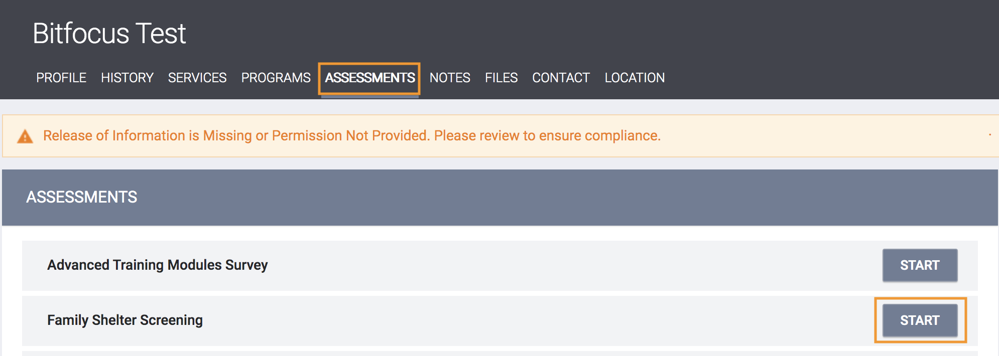 Bitfocus Test
PROFILE HISTORY SERVICES PROGRAMS ASSESSMENTS NOTES FILES CONTACT LOCATION
Release of Information is Missing or Permission Not Provided. Please review to ensure compliance.
ASSESSMENTS
Advanced Training Modules Survey START
Family Shelter Screening START